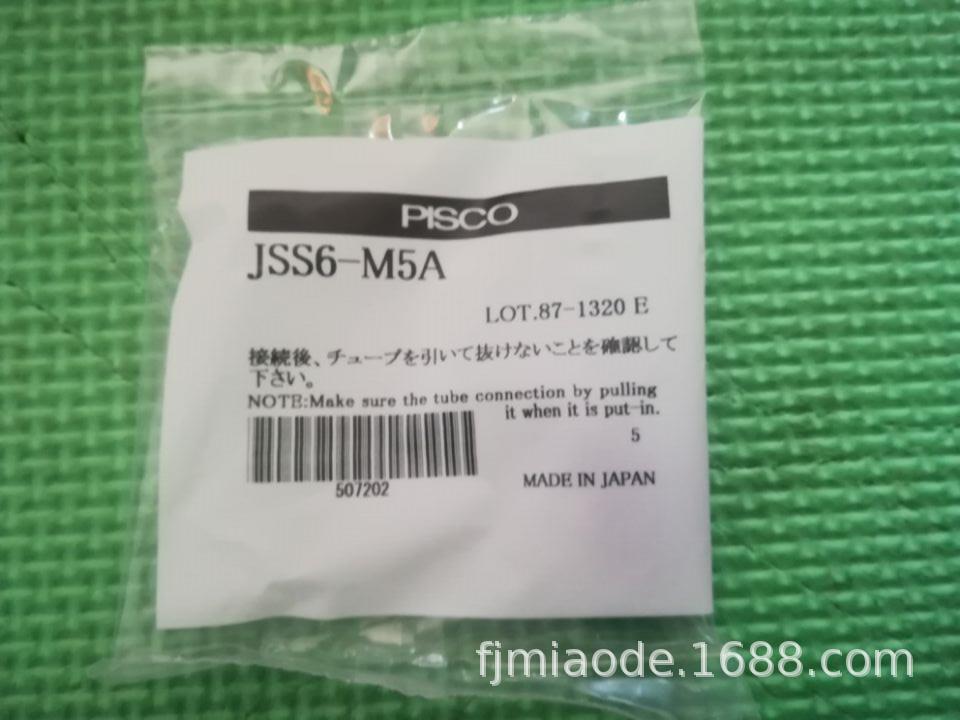 PISCO
JSS6-M5A
LOT.87-1320 E
接続後、チューブを引いて抜けないことを確認して
下さい。
NOTE:Make sure the tube connection by pulling
it when it is put-in.
5
507202
MADE IN JAPAN
fjmiaode.1688.com